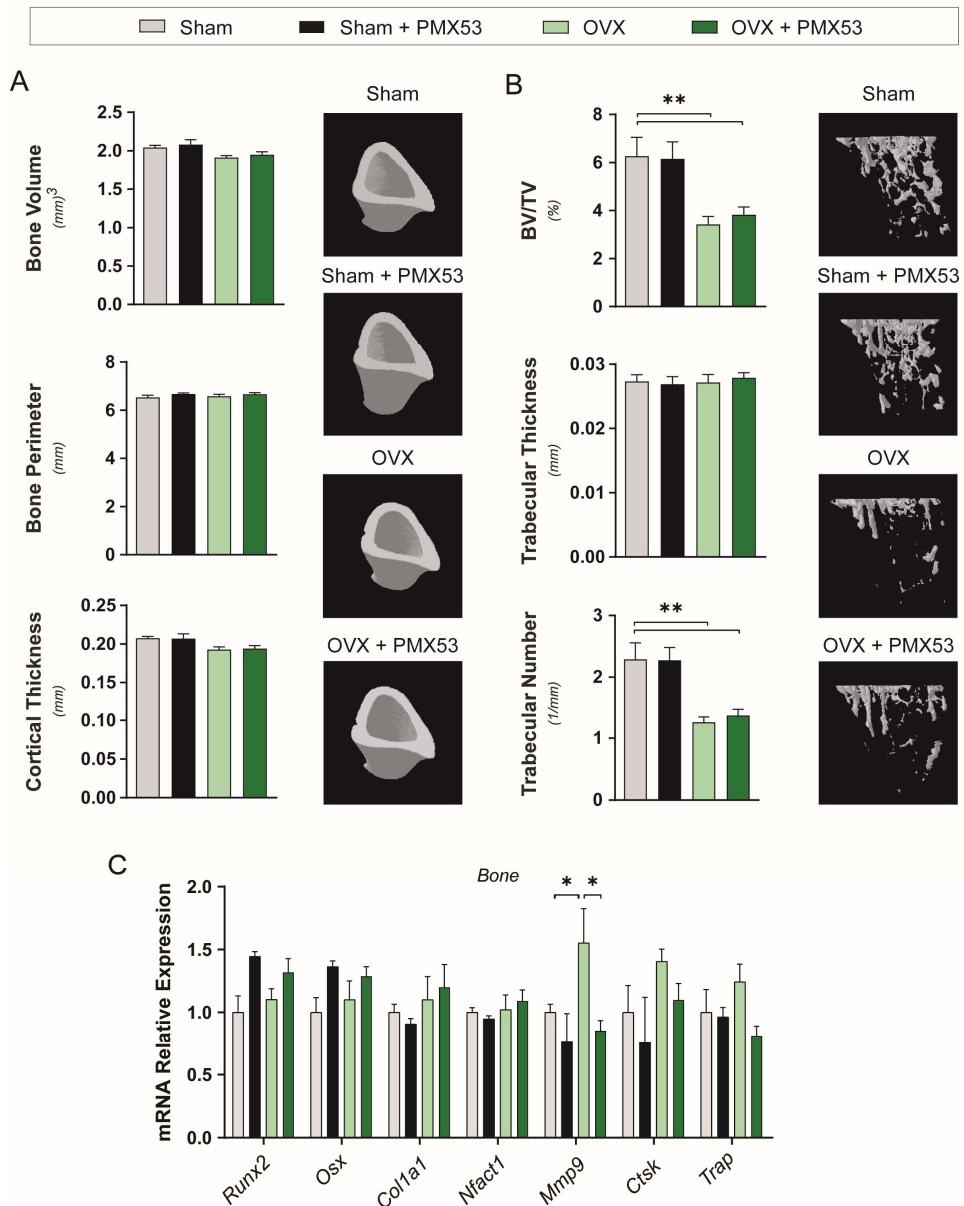 Sham Sham + PMX53 OVX OVX + PMX53
A
Bone Volume
(mm)3
2.5
2.0
1.5
1.0
0.5
0.0
Bone Perimeter
(mm)
8
6
4
2
0
Cortical Thickness
(mm)
0.25
0.20
0.15
0.10
0.05
0.00
Sham
Sham + PMX53
OVX
OVX + PMX53
B
BV/TV
(%)
8
6
4
2
0
**
Trabecular Thickness
(mm)
0.03
0.02
0.01
0.00
Trabecular Number
(1/mm)
3
2
1
0
**
Sham
Sham + PMX53
OVX
OVX + PMX53
C
Bone
mRNA Relative Expression
2.0
1.5
1.0
0.5
0.0
* *
Runx2 Osx Col1a1 Nfact1 Mmp9 Ctsk Trap